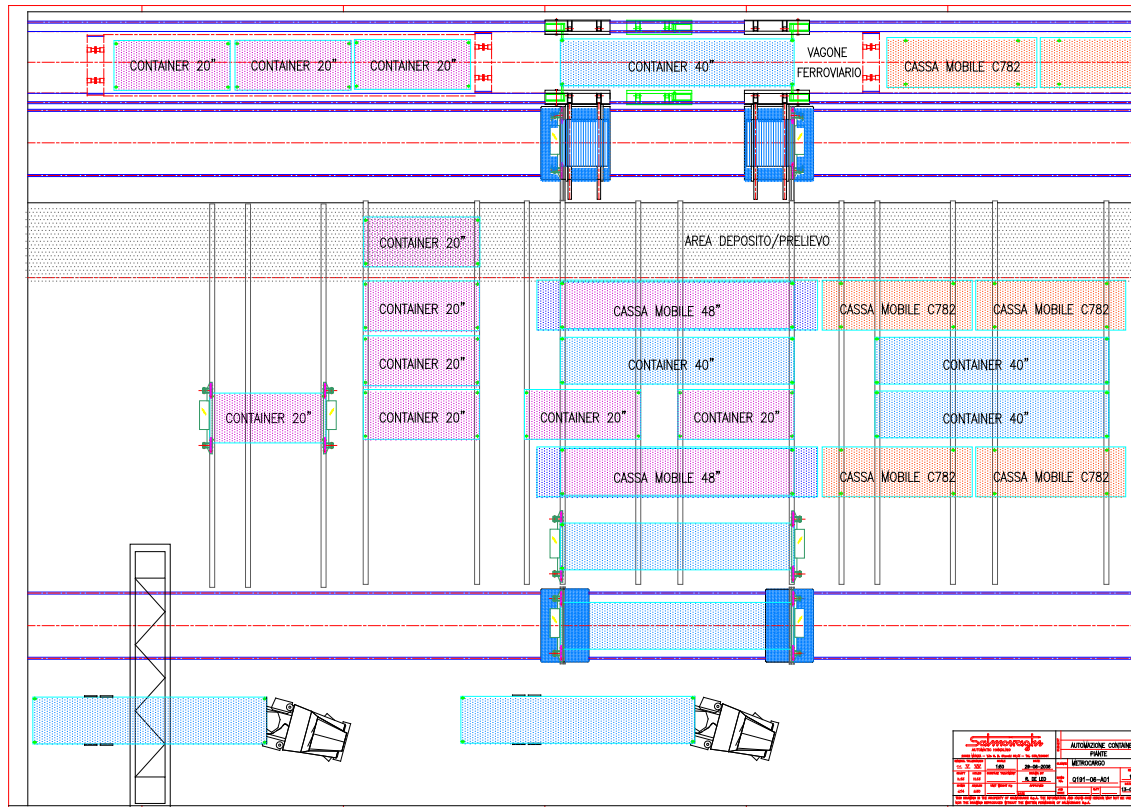 CONTAINER 20"
CONTAINER 20"
CONTAINER 20"
CONTAINER 40"
VAGONE
FERROVIARIO
CASSA MOBILE C782
CONTAINER 20"
AREA DEPOSITO/PRELIEVO
CONTAINER 20"
CASSA MOBILE 48"
CASSA MOBILE C782
CASSA MOBILE C782
CONTAINER 20"
CONTAINER 40"
CONTAINER 40"
CONTAINER 20"
CONTAINER 20"
CONTAINER 20"
CONTAINER 20"
CONTAINER 40"
CASSA MOBILE 48"
CASSA MOBILE C782
CASSA MOBILE C782
Salmoiraghi
AUTOMAZIONE CONTAINE
PIANTE
METROCARGO
Q191-06-A01